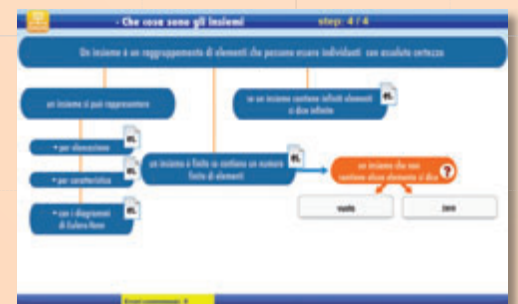 - Che cosa sono gli Insiemi
step: 4 / 4
Un insieme è un raggruppamento di elementi che possono essere individuati con assoluta certezza
un insieme si può rappresentare
se un insieme contiene infiniti elementi
si dice infinito
• per elencazione
• per caratteristica
• con i diagrammi
di Eulero-Venn
un insieme è finito se contiene un numero
finito di elementi
un insieme che non
contiene alcun elemento si dice
?
vuoto
zero
Errori commessi: